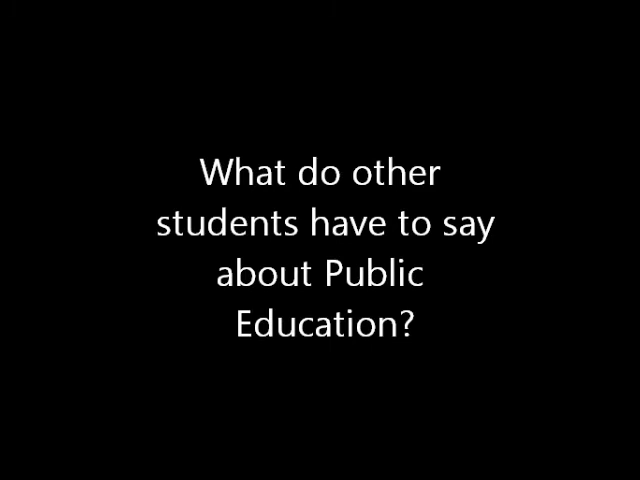 What do other
students have to say
about Public
Education?